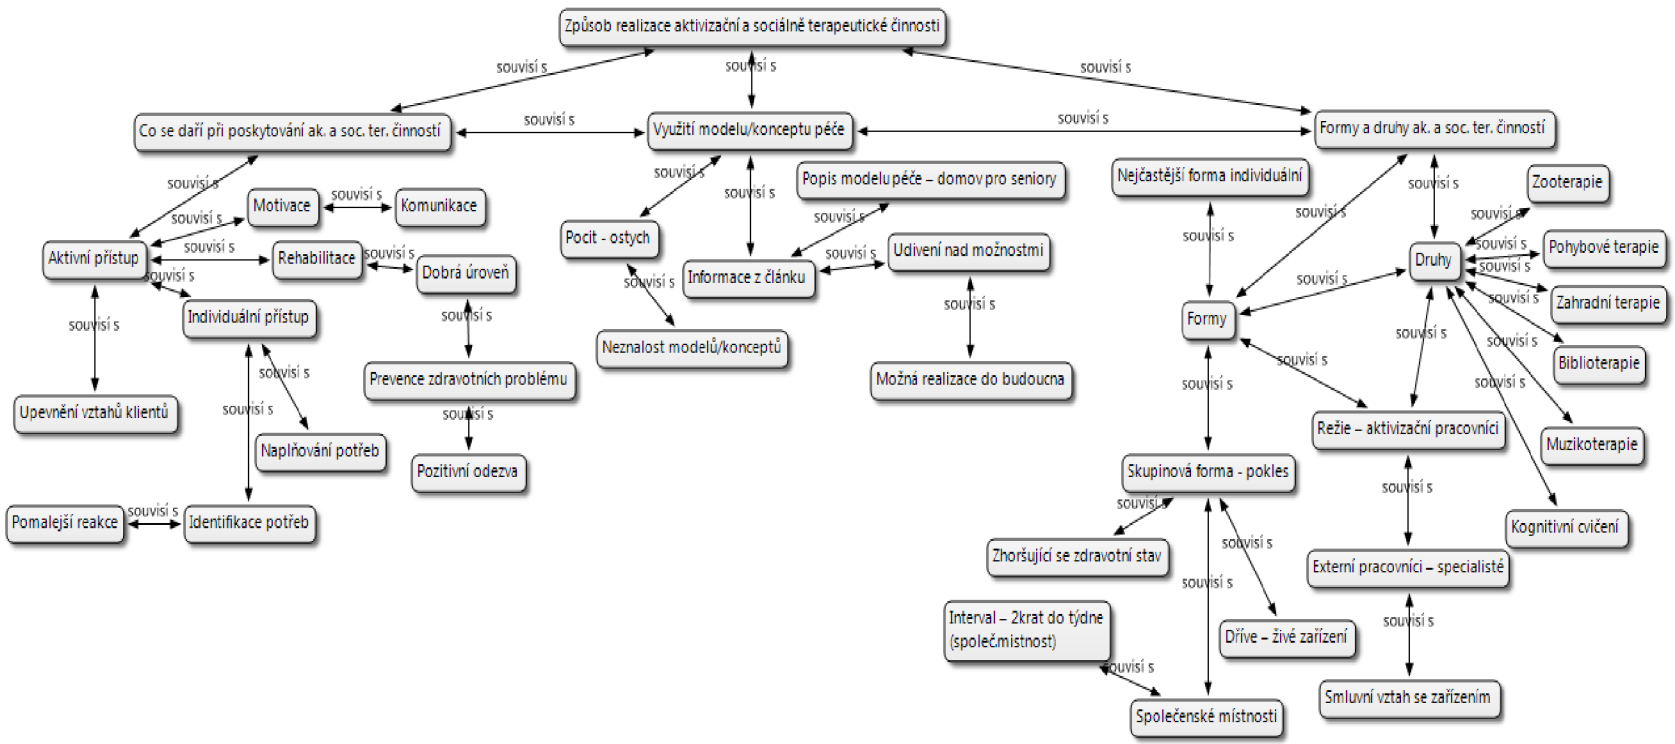 Způsob realizace aktivizační a sociálně terapeutické činnosti
souvisí s
souvisí s
souvisí s
Co se daří při poskytování ak. a soc. ter. činností
souvisí s
Využití modelu/konceptu péče
souvisí s
Formy a druhy ak. a soc. ter. činností
souvisí s
Motivace
souvisí s
Komunikace
souvisí s
Aktivní přístup
souvisí s
Rehabilitace
souvisí s
Dobrá úroveň
souvisí s
Individuální přístup
souvisí s
souvisí s
Prevence zdravotních problému
souvisí s
Upevnění vztahů klientů
souvisí s
souvisí s
Naplňování potřeb
souvisí s
Pozitivní odezva
Pomalejší reakce
souvisí s
Identifikace potřeb
souvisí s
souvisí s
Popis modelu péče – domov pro seniory
souvisí s
Pocit - ostych
souvisí s
Informace z článku
souvisí s
Udivení nad možnostmi
Neznalost modelů/konceptů
souvisí s
Možná realizace do budoucna
Nejčastější forma individuální
souvisí s
souvisí s
souvisí s
Zooterapie
souvisí s
Druhy
souvisí s
Pohybové terapie
souvisí s
Zahradní terapie
souvisí s
Biblioterapie
souvisí s
Formy
souvisí s
souvisí s
souvisí s
souvisí s
souvisí s
Režie – aktivizační pracovníci
Muzikoterapie
Skupinová forma - pokles
souvisí s
Kognitivní cvičení
souvisí s
Zhoršující se zdravotní stav
souvisí s
Externí pracovníci – specialisté
souvisí s
Interval – 2krat do týdne
(společ.mistnost)
Dříve – živé zařízení
souvisí s
souvisí s
Společenské místnosti
Smluvní vztah se zařízením